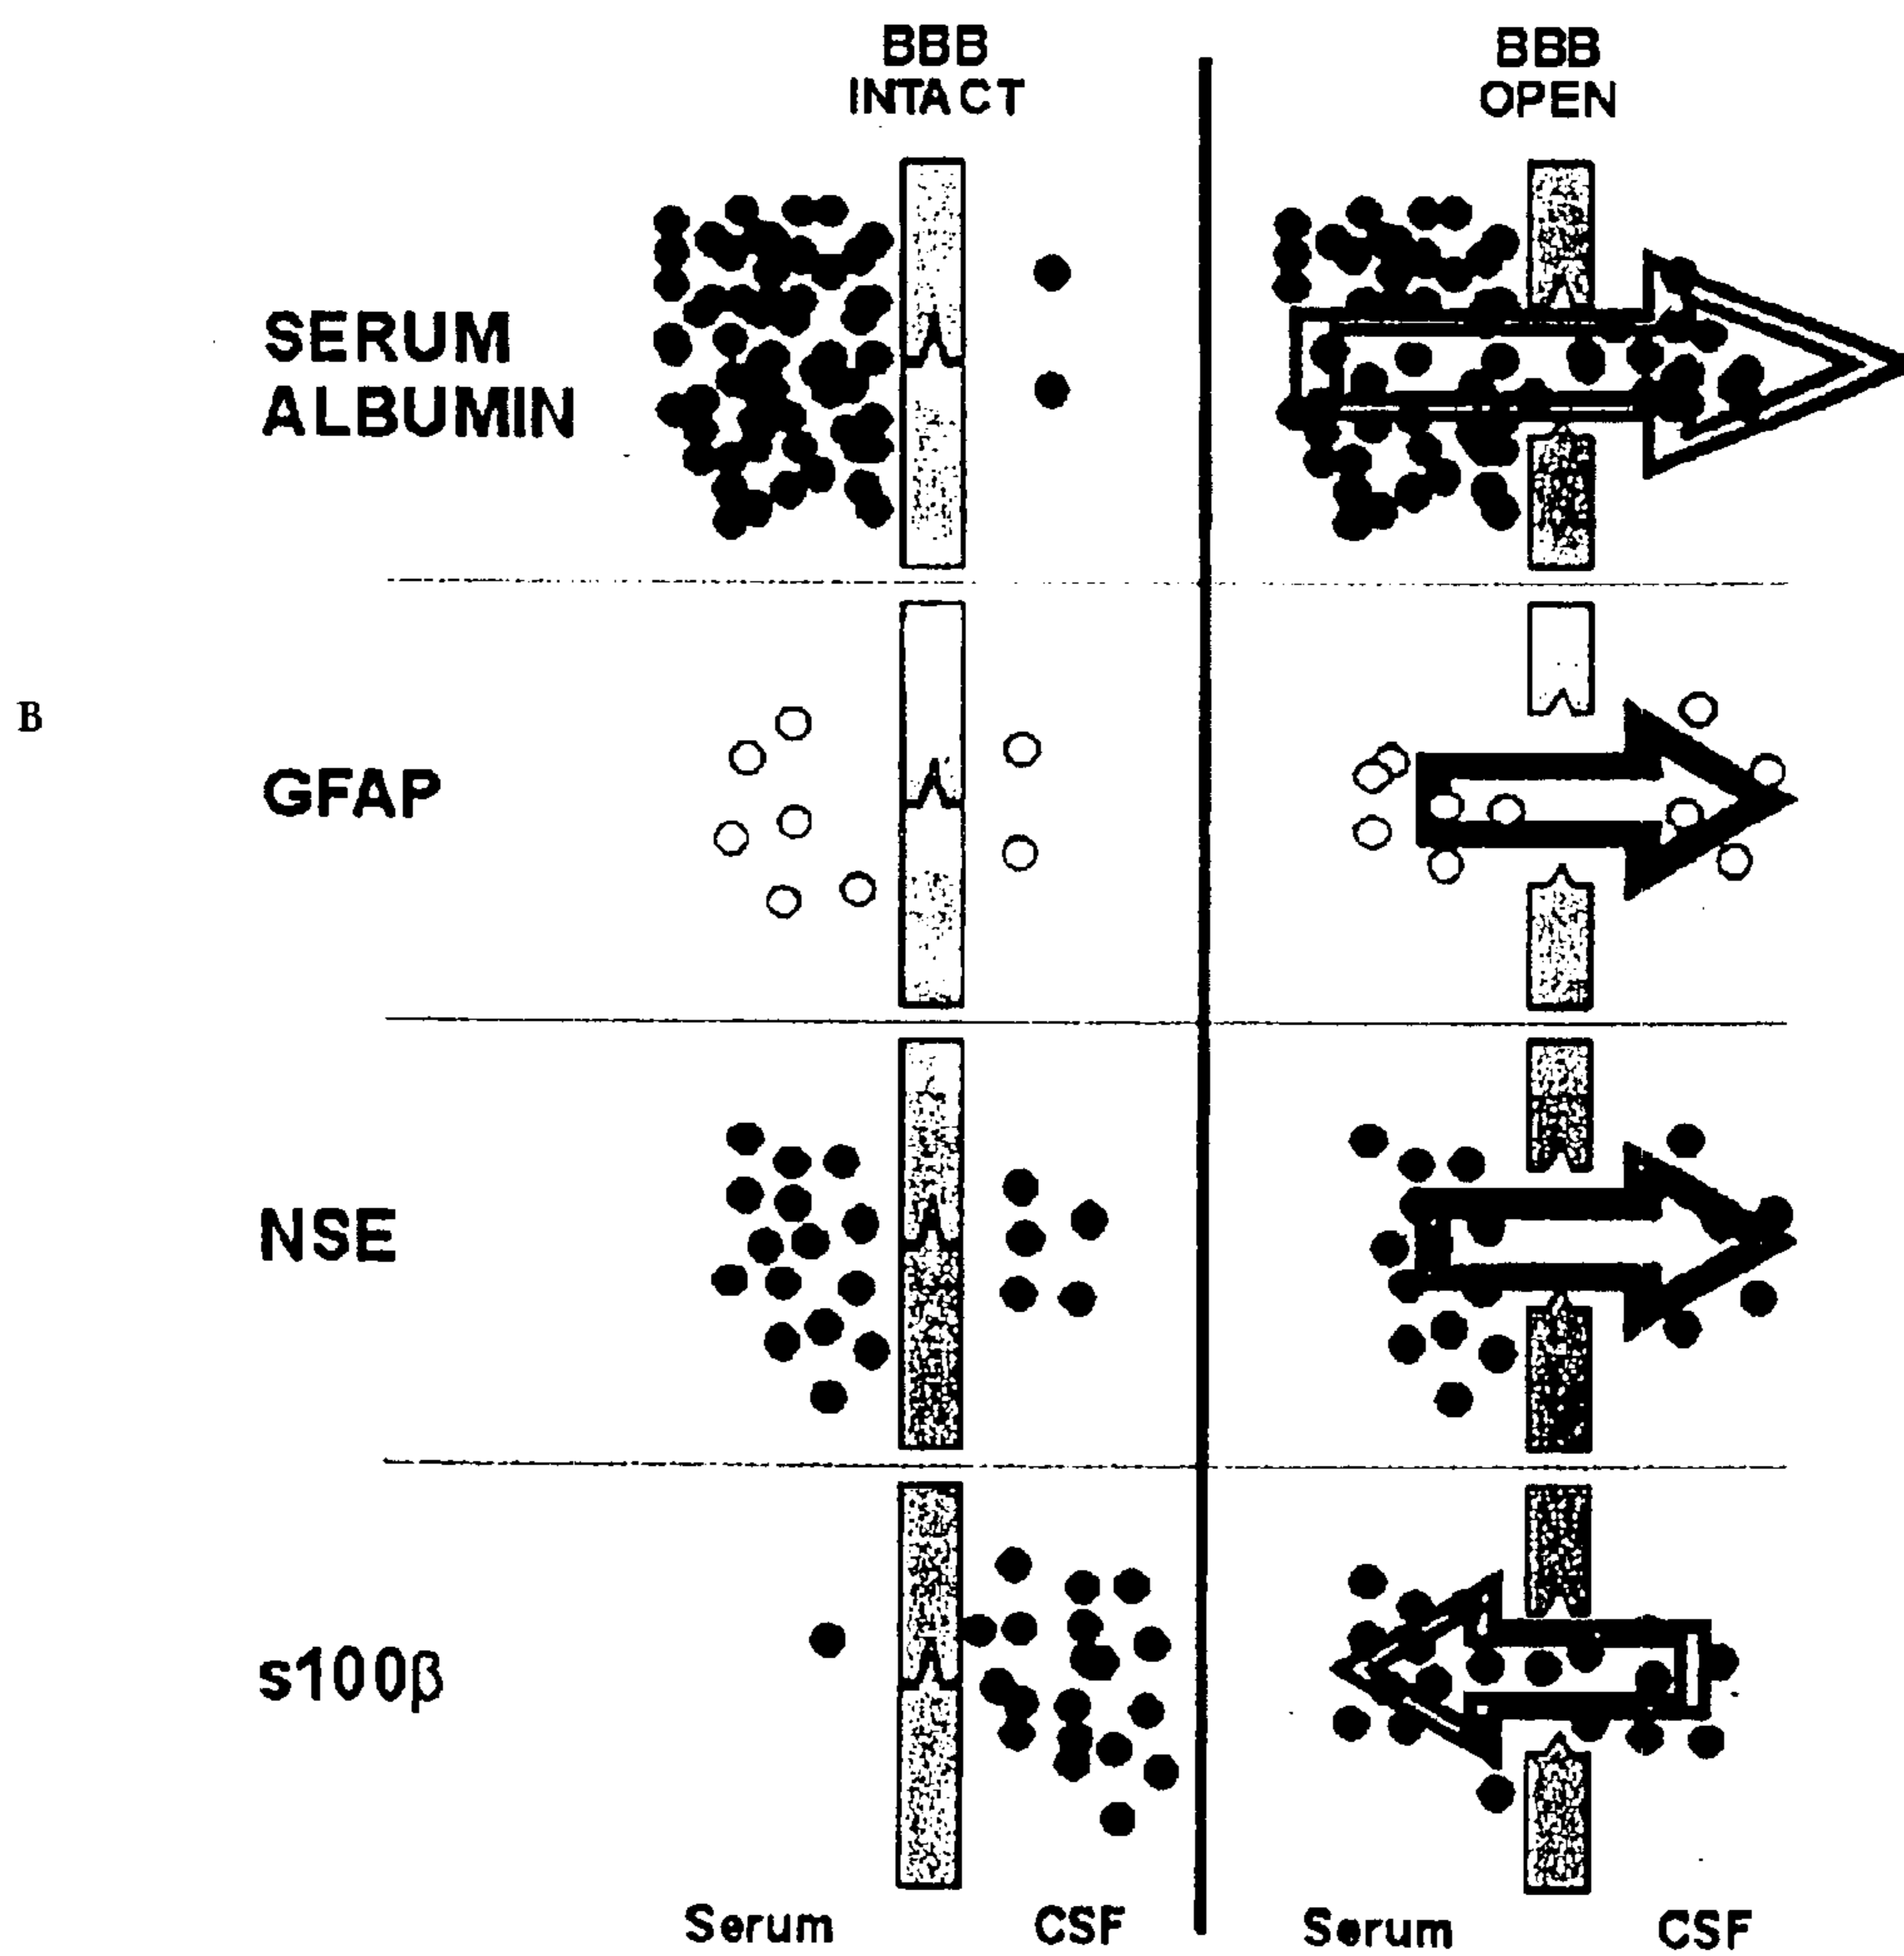 BBB
INTACT
BBB
OPEN
SERUM
ALBUMIN
B
GFAP
NSE
s100β
Serum
CSF
Serum
CSF